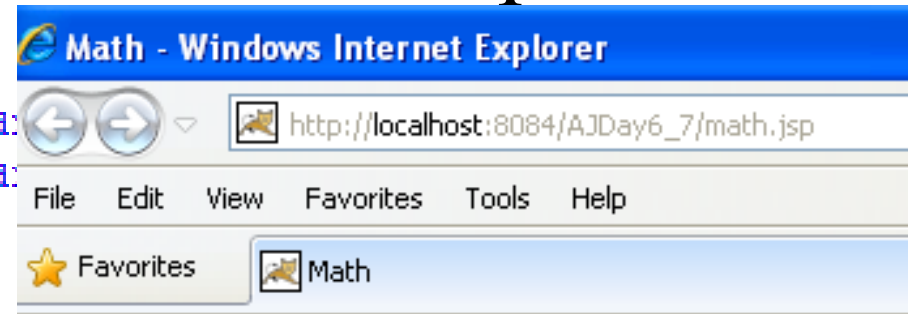 Math - Windows Internet Explorer
http://localhost:8084/AJDay6_7/math.jsp
File Edit View Favorites Tools Help
Favorites Math